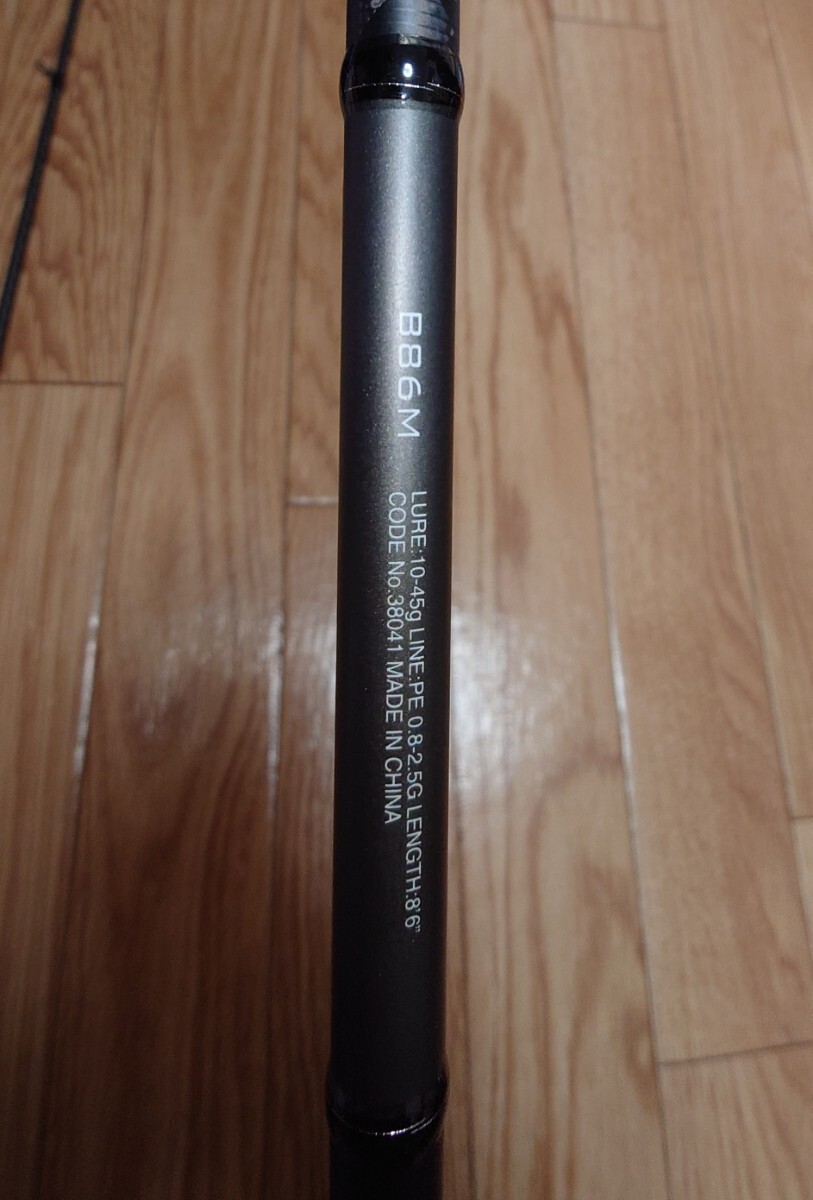 B86M
LURE:10-45g LINE:PE 0.8-2.5G LENGTH:8'6"
CODE No.38041 MADE IN CHINA